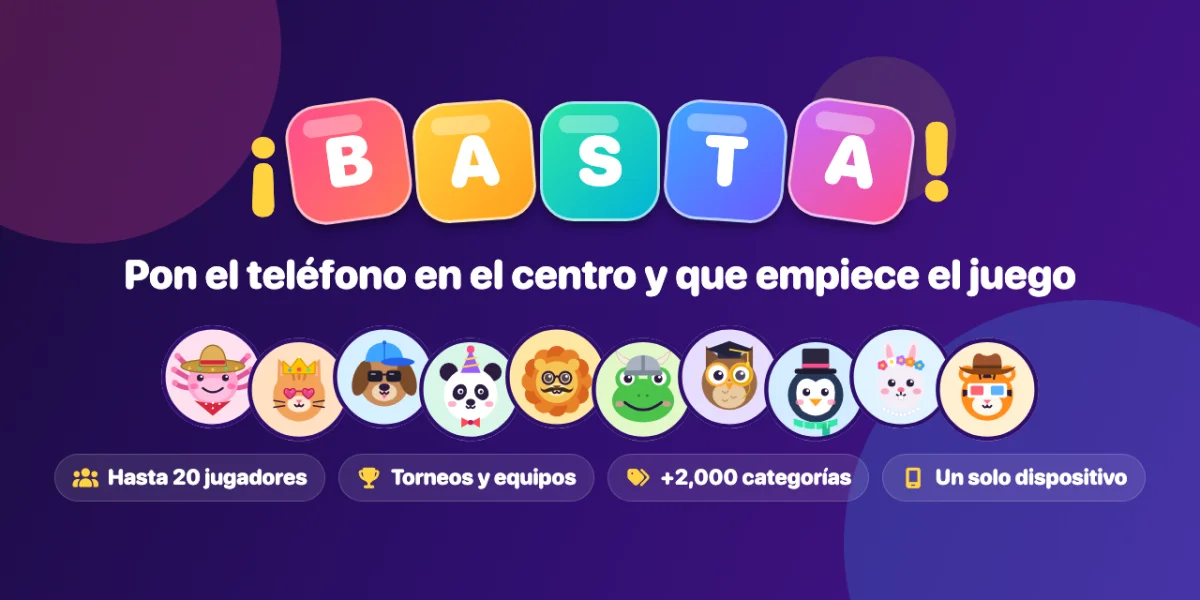 ¡BASTA!
Pon el teléfono en el centro y que empiece el juego
Hasta 20 jugadores
Torneos y equipos
+2,000 categorías
Un solo dispositivo